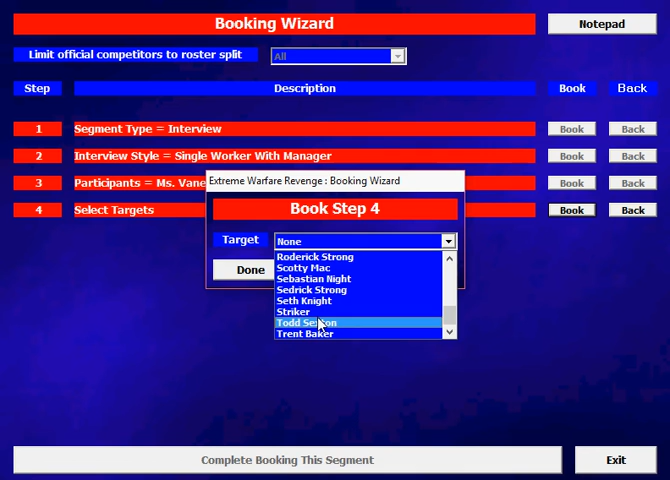 Booking Wizard
Notepad
Limit official competitors to roster split
All
Step
Description
Book
Back
1
Segment Type = Interview
Book
Back
2
Interview Style = Single Worker With Manager
Book
Back
3
Participants = Ms. Vane
Book
Back
4
Select Targets
Book
Back
Extreme Warfare Revenge : Booking Wizard
Book Step 4
Target
None
Done
Roderick Strong
Scotty Mac
Sebastian Night
Sedrick Strong
Seth Knight
Striker
Todd Sexton
Trent Baker
Complete Booking This Segment
Exit